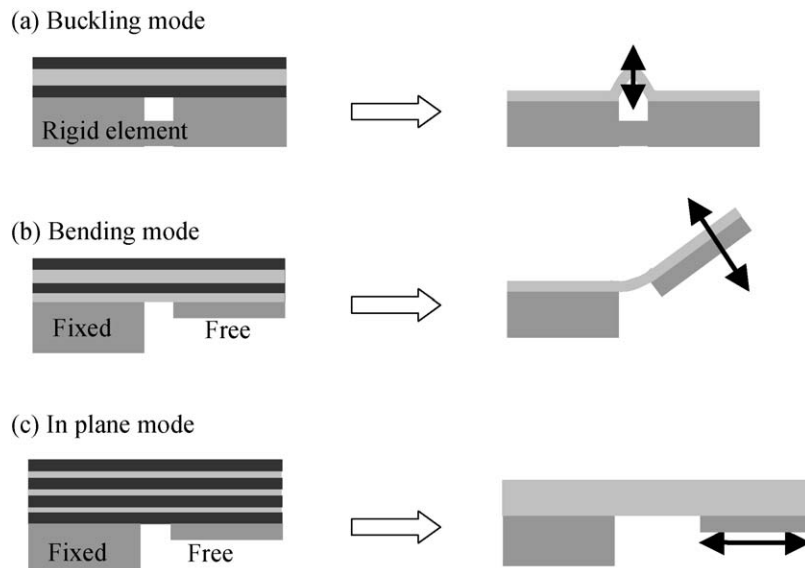 (a) Buckling mode
Rigid element
(b) Bending mode
Fixed
Free
(c) In plane mode
Fixed
Free